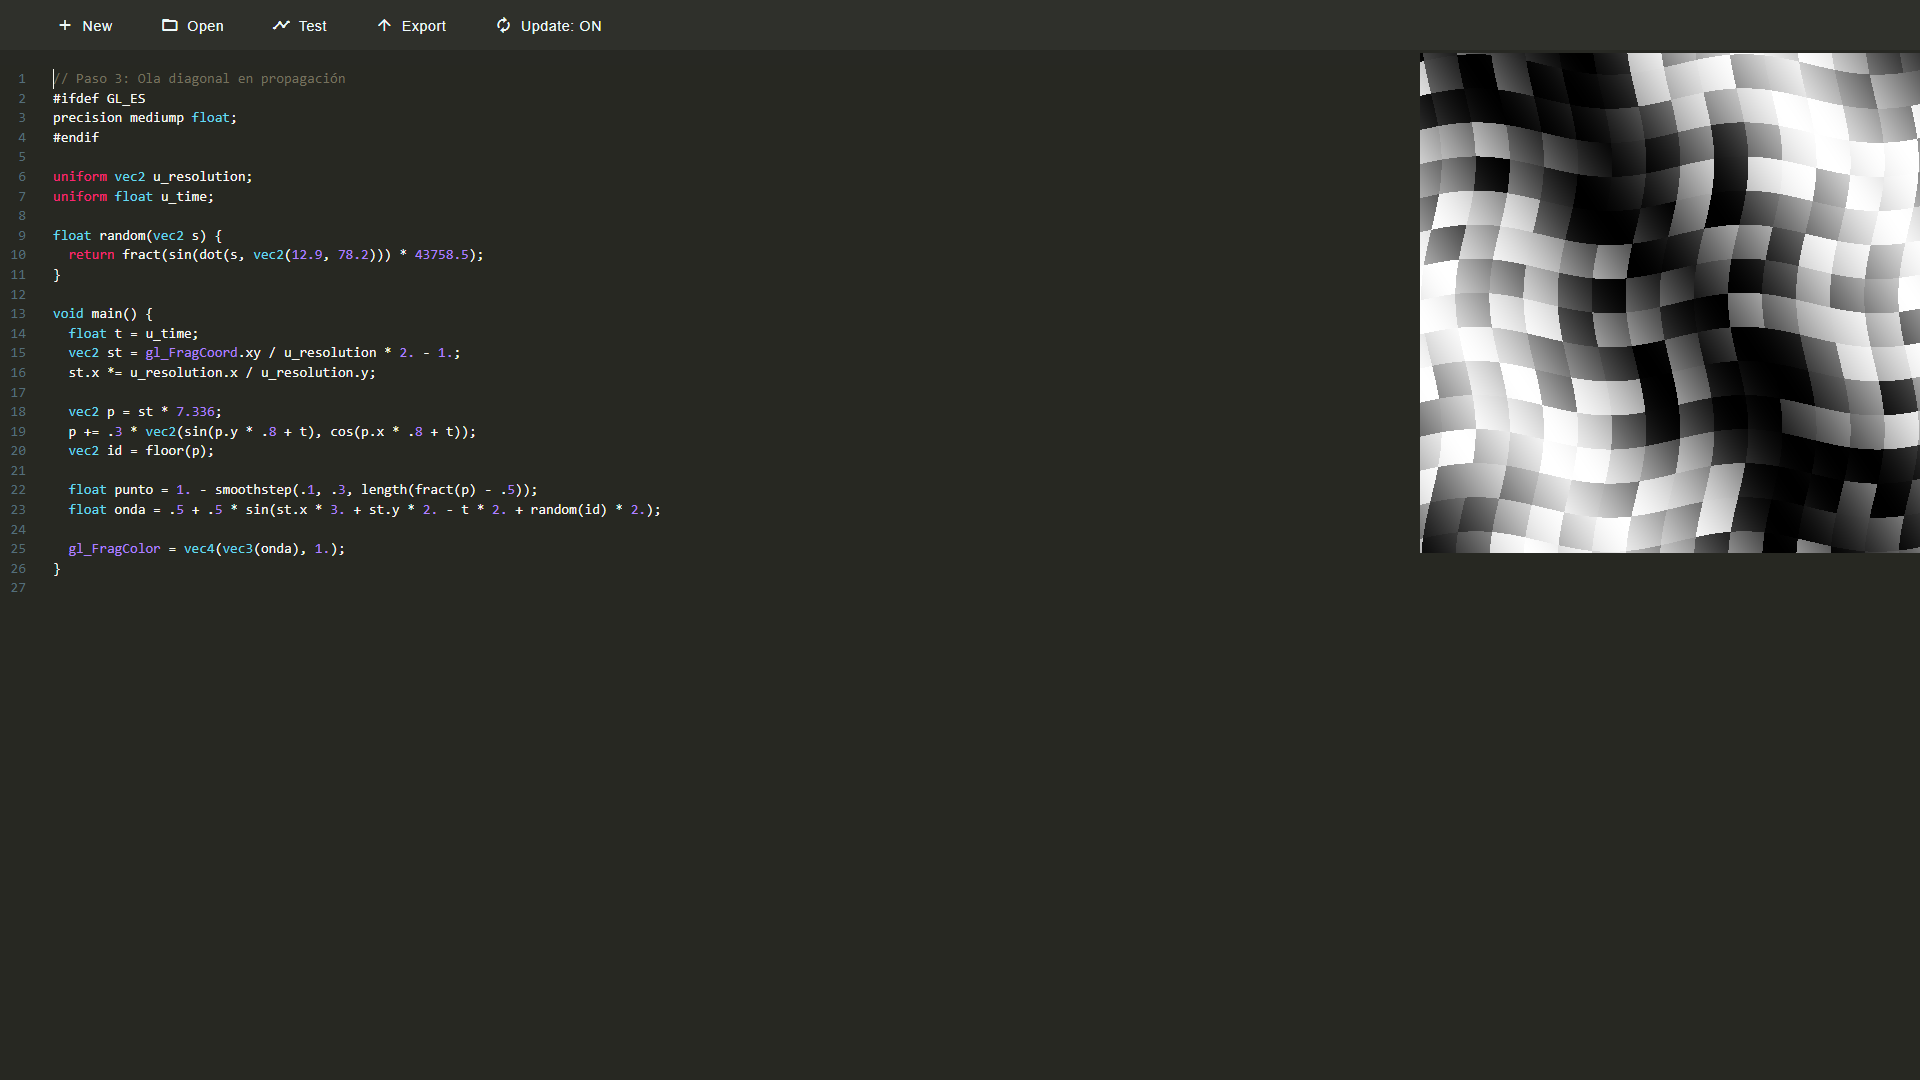 New Open Test Export Update: ON
1 // Paso 3: Ola diagonal en propagación
2 #ifdef GL_ES
3 precision mediump float;
4 #endif
5
6 uniform vec2 u_resolution;
7 uniform float u_time;
8
9 float random(vec2 s) {
10   return fract(sin(dot(s, vec2(12.9, 78.2))) * 43758.5);
11 }
12
13 void main() {
14   float t = u_time;
15   vec2 st = gl_FragCoord.xy / u_resolution * 2. - 1.;
16   st.x *= u_resolution.x / u_resolution.y;
17
18   vec2 p = st * 7.336;
19   p += .3 * vec2(sin(p.y * .8 + t), cos(p.x * .8 + t));
20   vec2 id = floor(p);
21
22   float punto = 1. - smoothstep(.1, .3, length(fract(p) - .5));
23   float onda = .5 + .5 * sin(st.x * 3. + st.y * 2. - t * 2. + random(id) * 2.);
24
25   gl_FragColor = vec4(vec3(onda), 1.);
26 }
27